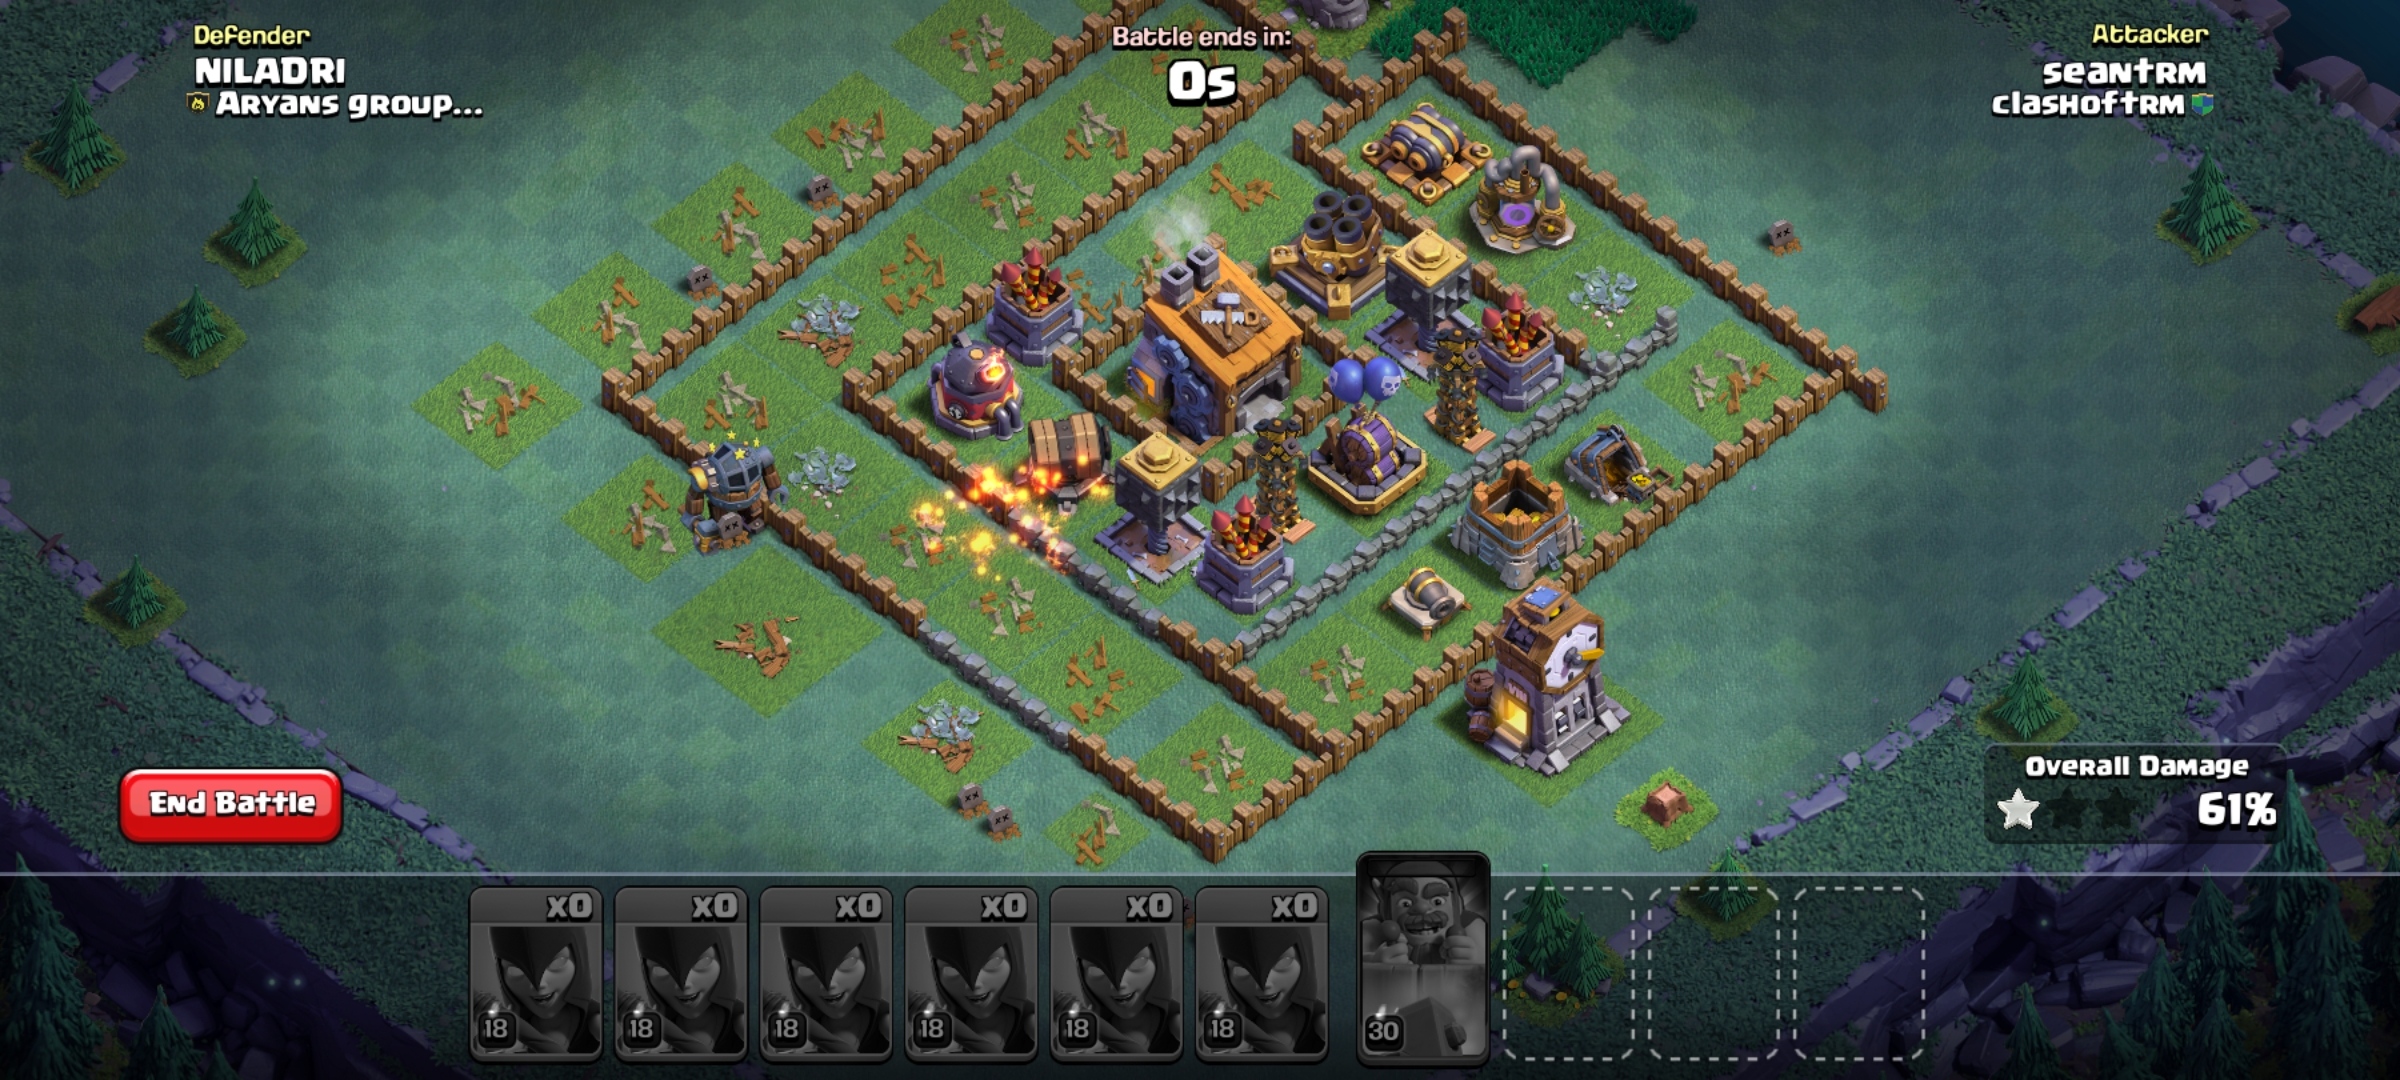 Defender
NILADRI
Aryans group...
Battle ends in:
0s
Attacker
seantrm
clashoftrm
End Battle
Overall Damage
61%
x0
x0
x0
x0
x0
x0
18
18
18
18
18
18
30